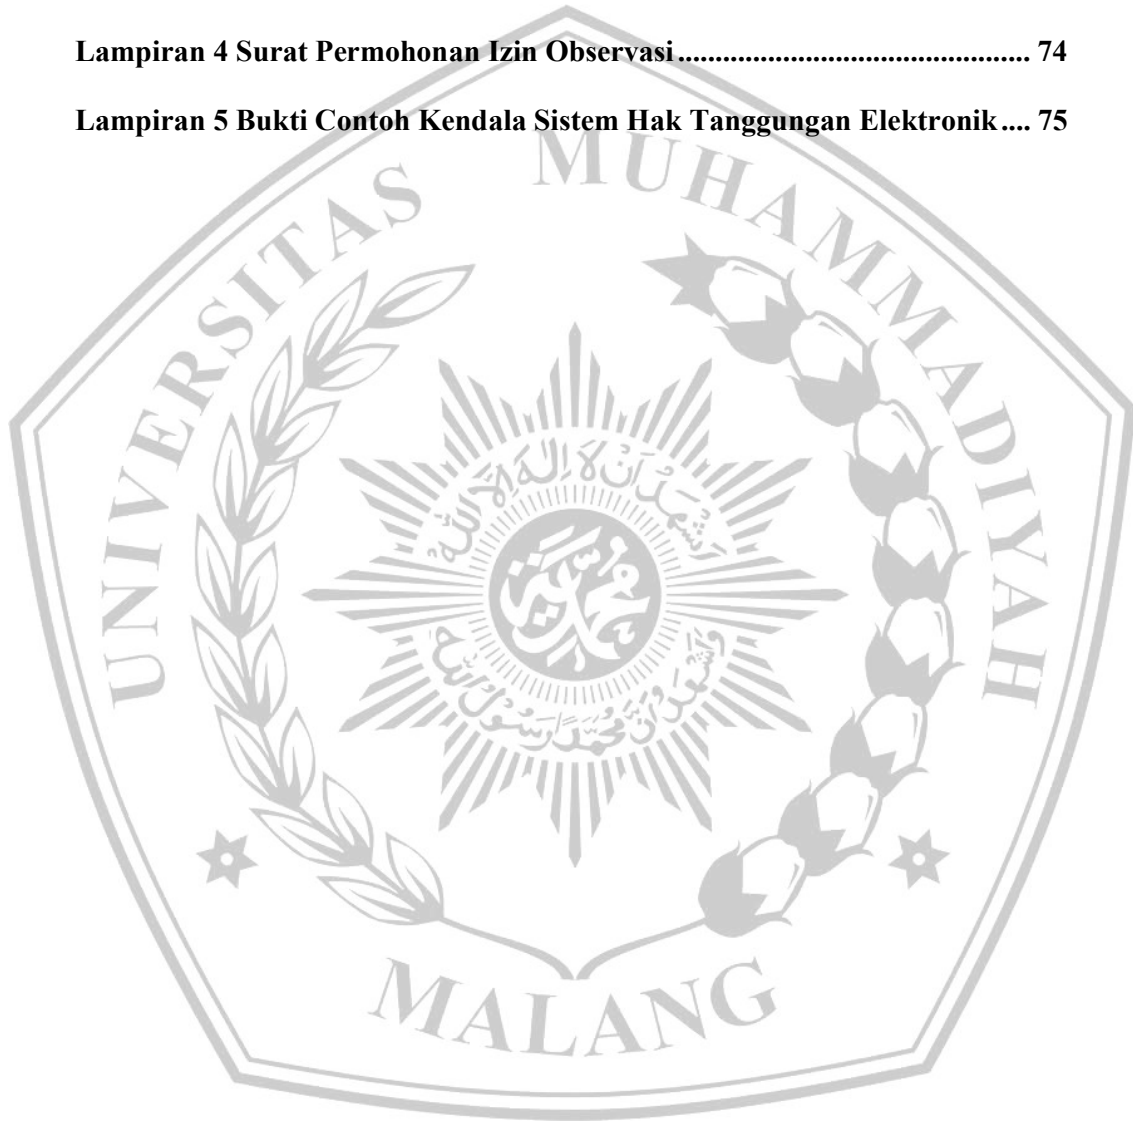 Lampiran 4 Surat Permohonan Izin Observasi ................................................ 74
Lampiran 5 Bukti Contoh Kendala Sistem Hak Tanggungan Elektronik .... 75
UNIVERSITAS MUHAMMADIYAH
MALANG